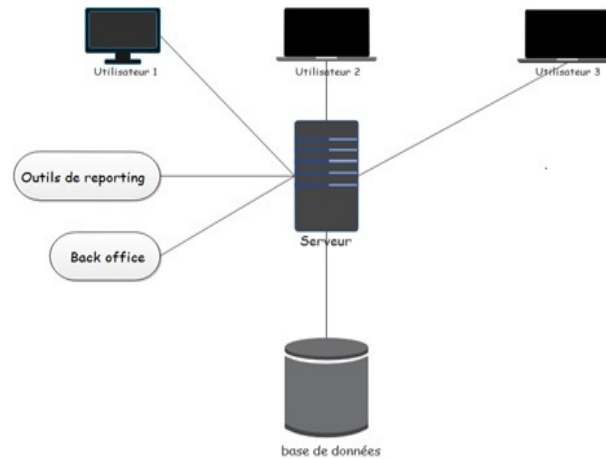 Utilisateur 1
Utilisateur 2
Utilisateur 3
Outils de reporting
Back office
Serveur
base de données